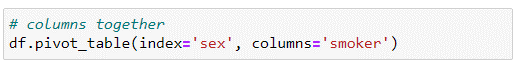 # columns together
df.pivot_table(index='sex', columns='smoker')